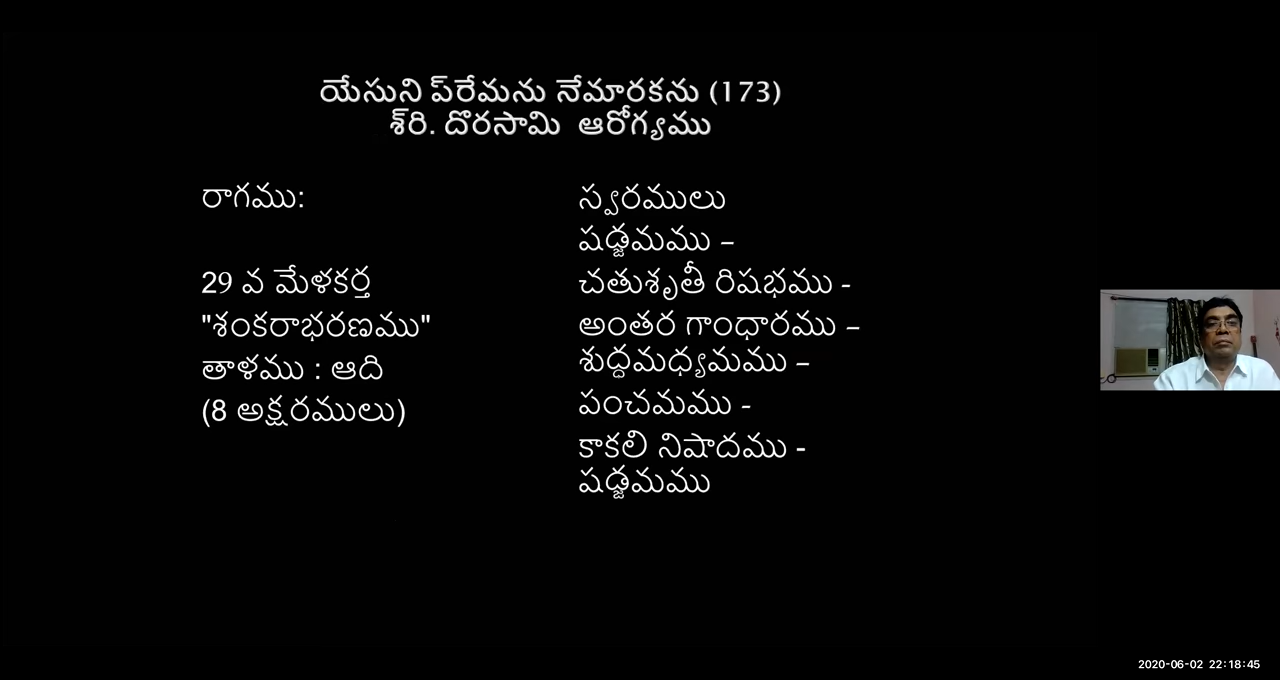 యేసుని ప్‌రేమను నేమారకను (173)
శ్‌రి. దొరసామి ఆరోగ్యము
రాగము:
29 వ మేళకర్త
"శంకరాభరణము"
తాళము : ఆది
(8 అక్షరములు)
స్వరములు
షడ్జమము –
చతుశృతీ రిషభము -
అంతర గాంధారము –
శుద్దమధ్యమము –
పంచమము -
కాకలి నిషాదము -
షడ్జమము
2020-06-02 22:18:45